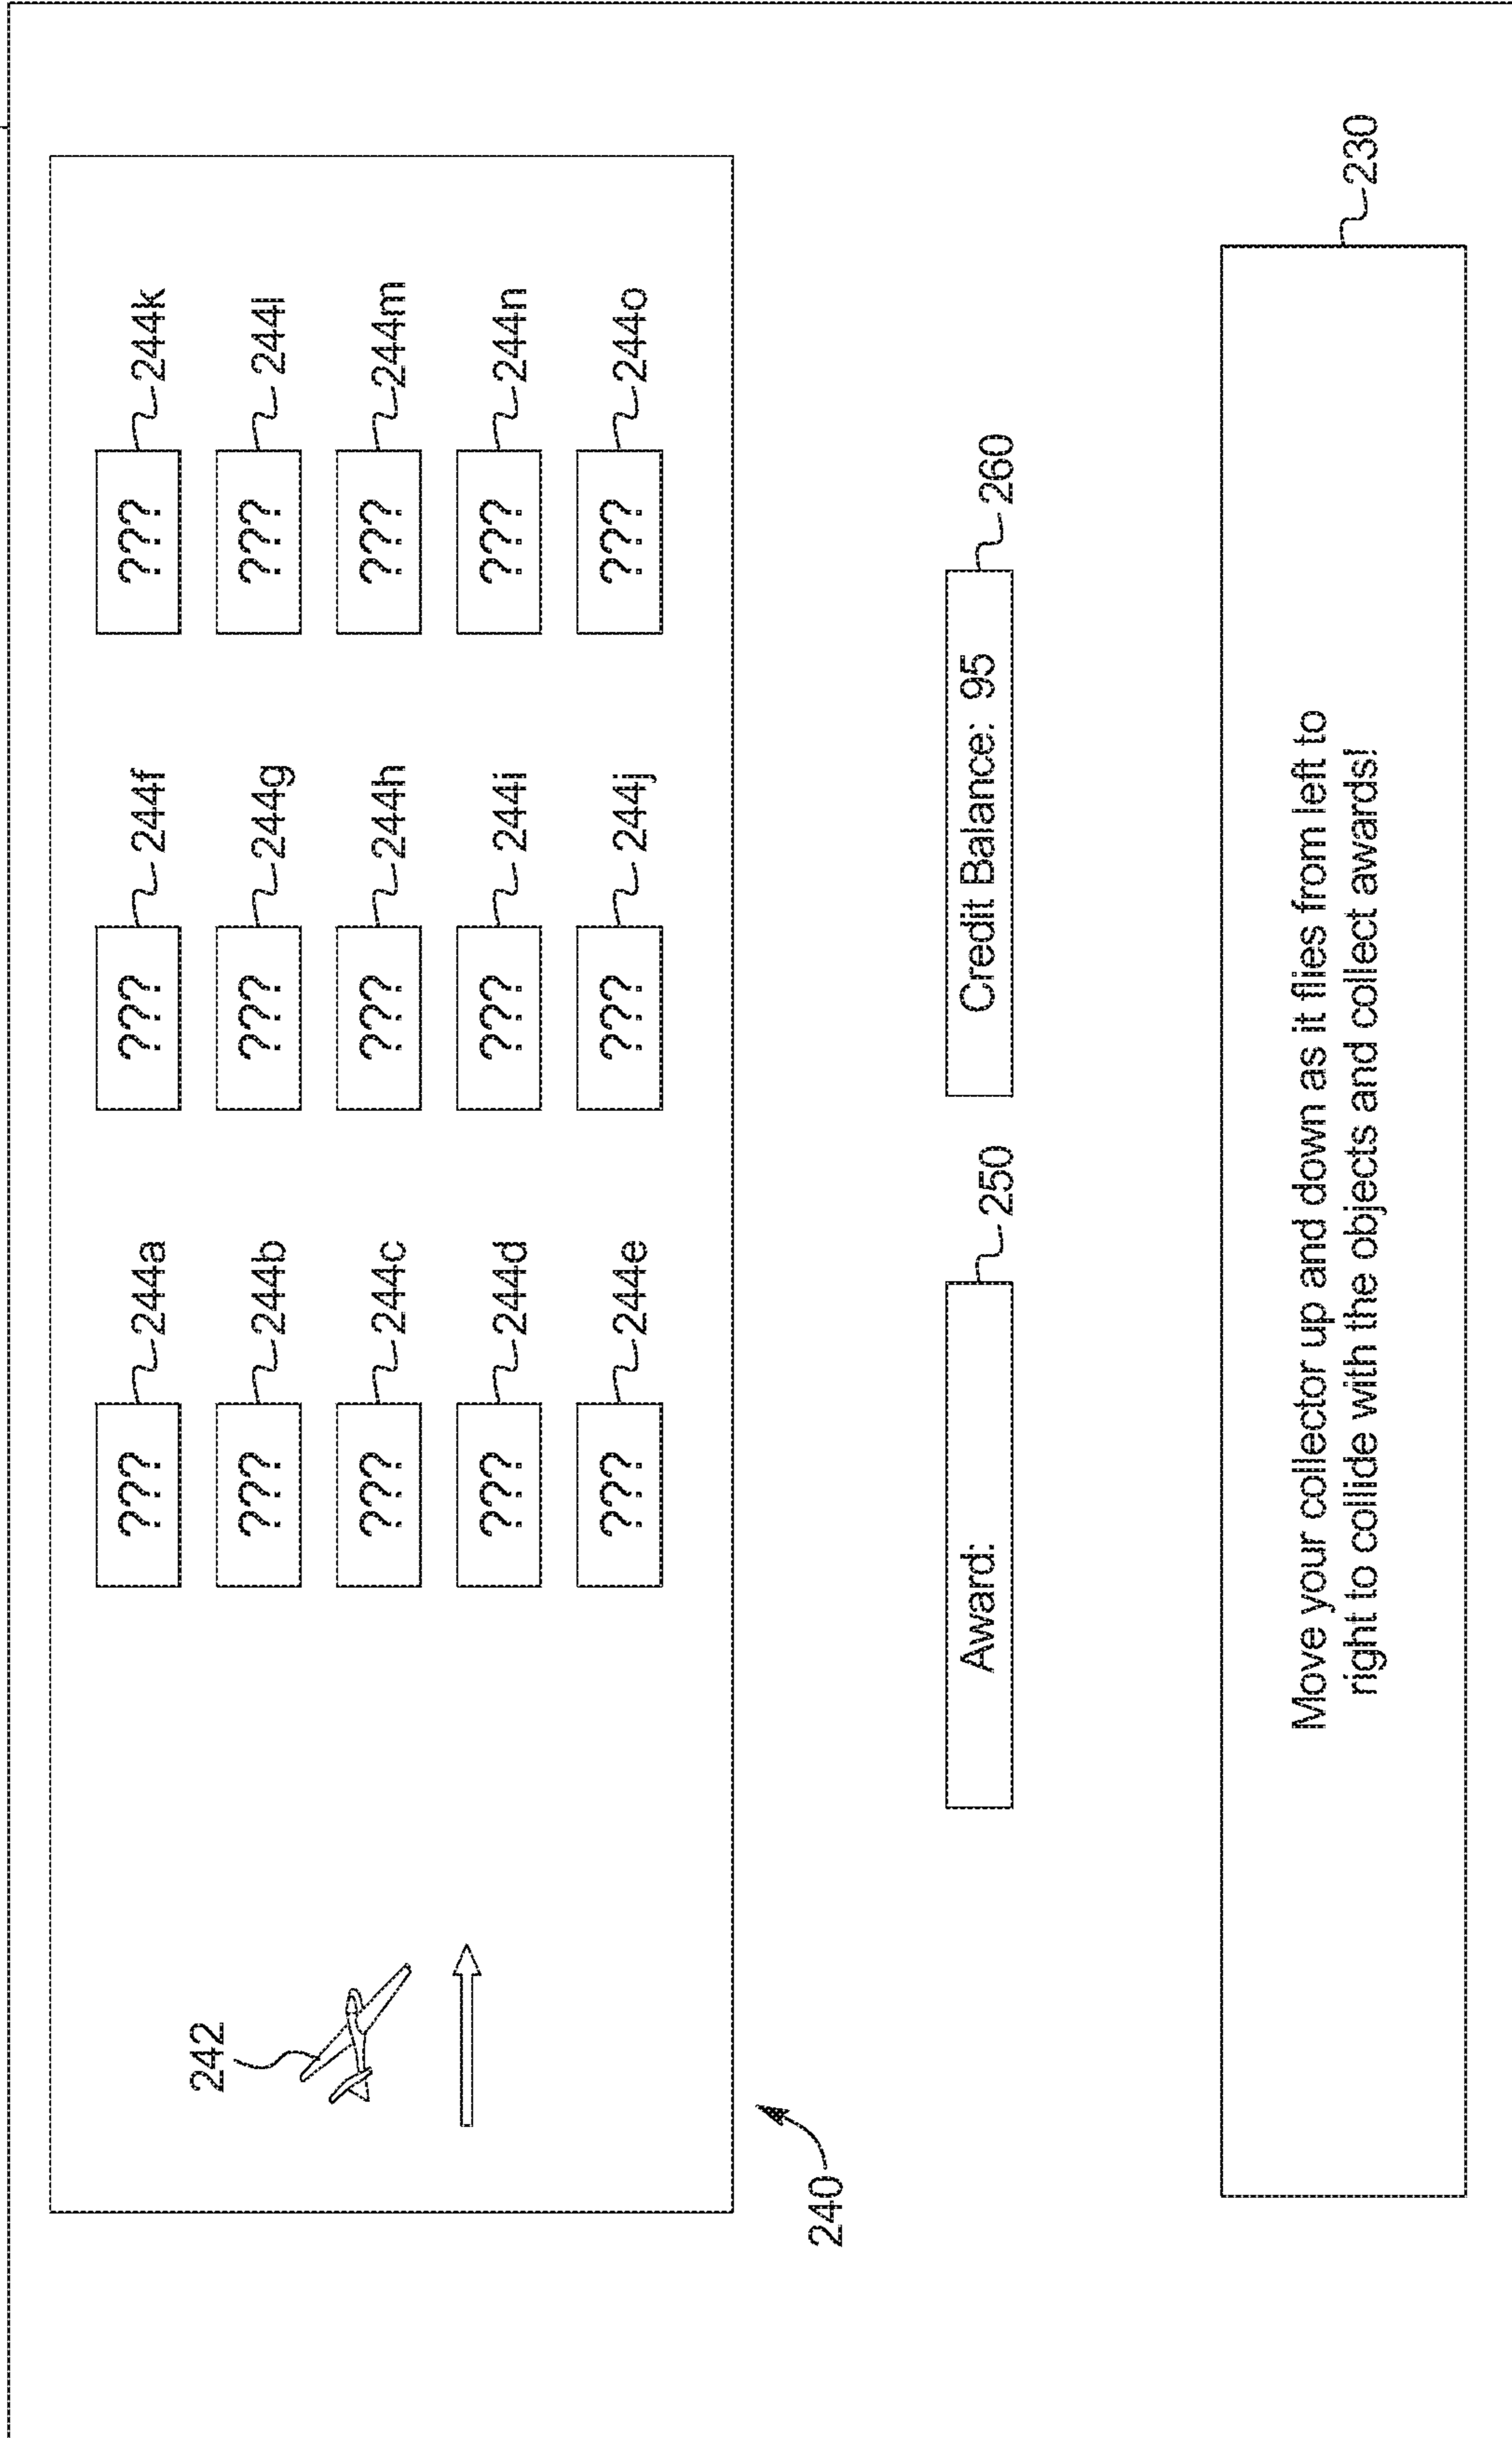 242
??? 244a
??? 244f
??? 244k
??? 244b
??? 244g
??? 244l
??? 244c
??? 244h
??? 244m
??? 244d
??? 244i
??? 244n
??? 244e
??? 244j
??? 244o
240
Award: 250
Credit Balance: 95 260
Move your collector up and down as it flies from left to
right to collide with the objects and collect awards!
230